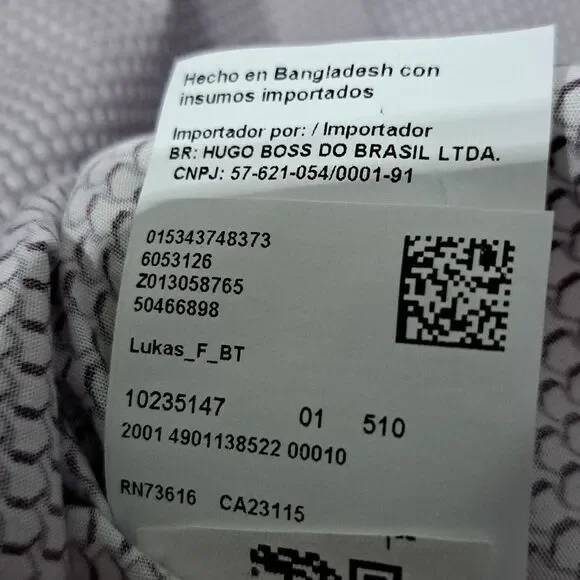 Hecho en Bangladesh con
insumos importados
Importador por: / Importador
BR: HUGO BOSS DO BRASIL LTDA.
CNPJ: 57-621-054/0001-91
015343748373
6053126
Z013058765
50466898
Lukas_F_BT
10235147 01 510
2001 4901138522 00010
RN73616 CA23115